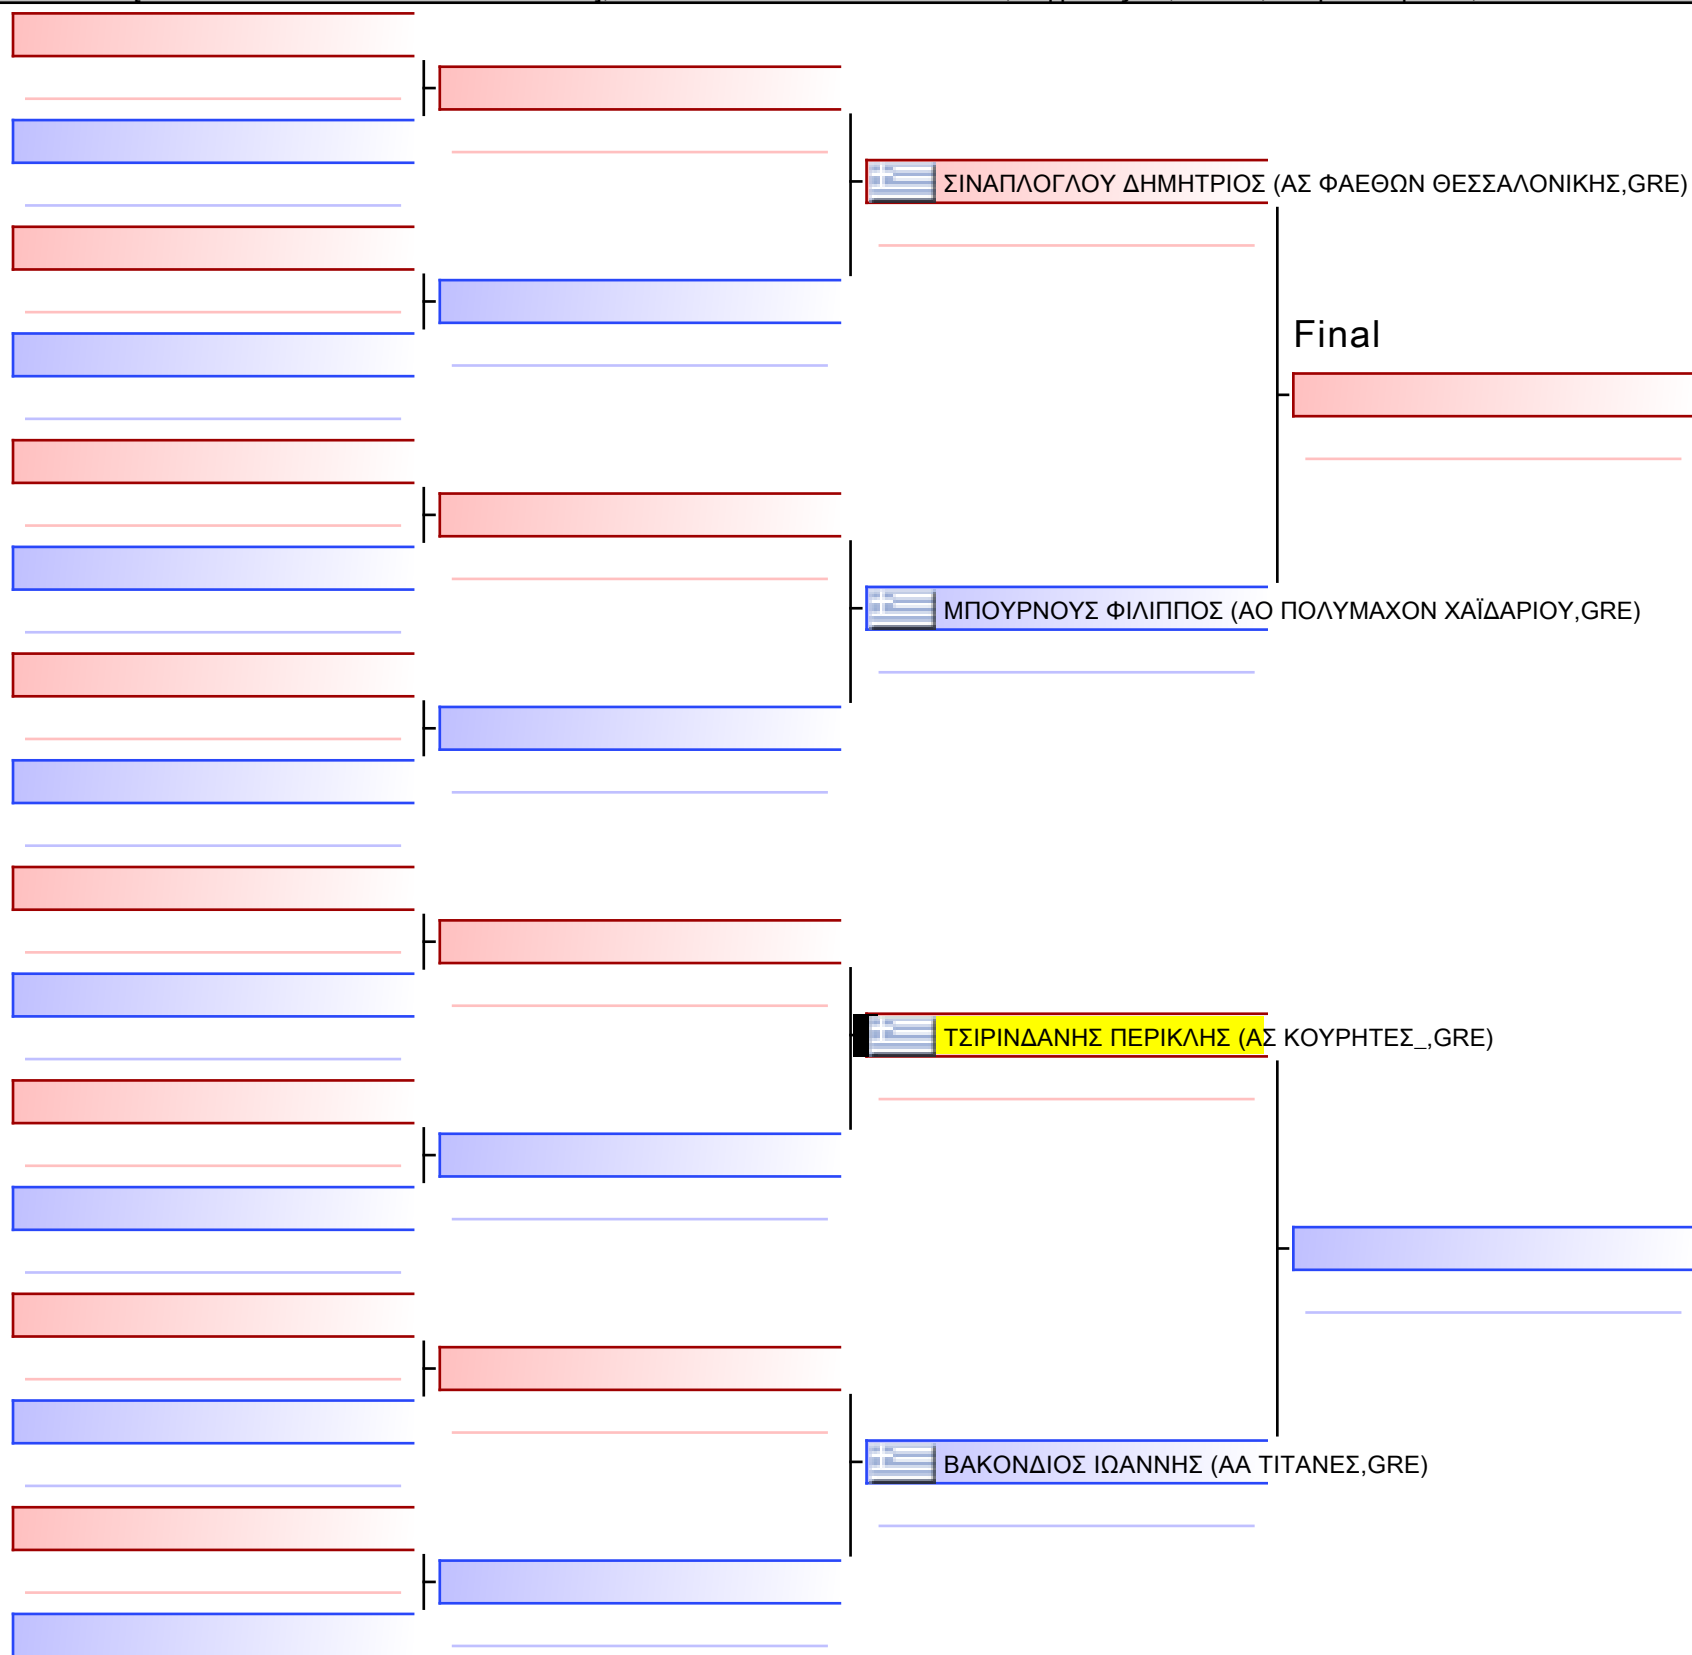 ΣΙΝΑΠΛΟΓΛΟΥ ΔΗΜΗΤΡΙΟΣ (ΑΣ ΦΑΕΘΩΝ ΘΕΣΣΑΛΟΝΙΚΗΣ,GRE)
Final
ΜΠΟΥΡΝΟΥΣ ΦΙΛΙΠΠΟΣ (ΑΟ ΠΟΛΥΜΑΧΟΝ ΧΑΪΔΑΡΙΟΥ,GRE)
ΤΣΙΡΙΝΔΑΝΗΣ ΠΕΡΙΚΛΗΣ (ΑΣ ΚΟΥΡΗΤΕΣ_,GRE)
ΒΑΚΟΝΔΙΟΣ ΙΩΑΝΝΗΣ (ΑΑ ΤΙΤΑΝΕΣ,GRE)